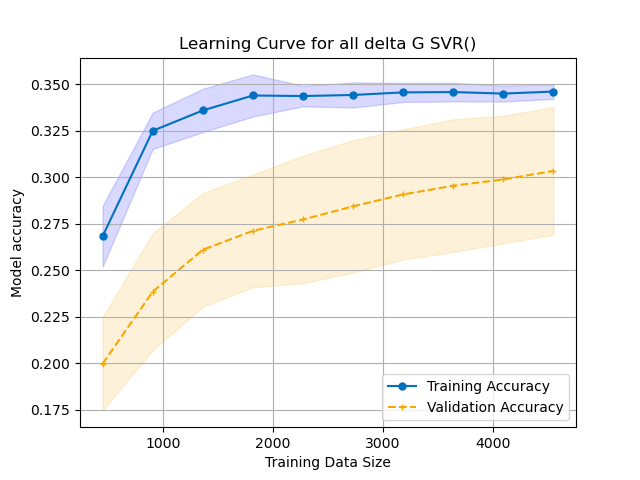 Learning Curve for all delta G SVR()
Model accuracy
0.350
0.325
0.300
0.275
0.250
0.225
0.200
0.175
Training Accuracy
Validation Accuracy
1000 2000 3000 4000
Training Data Size